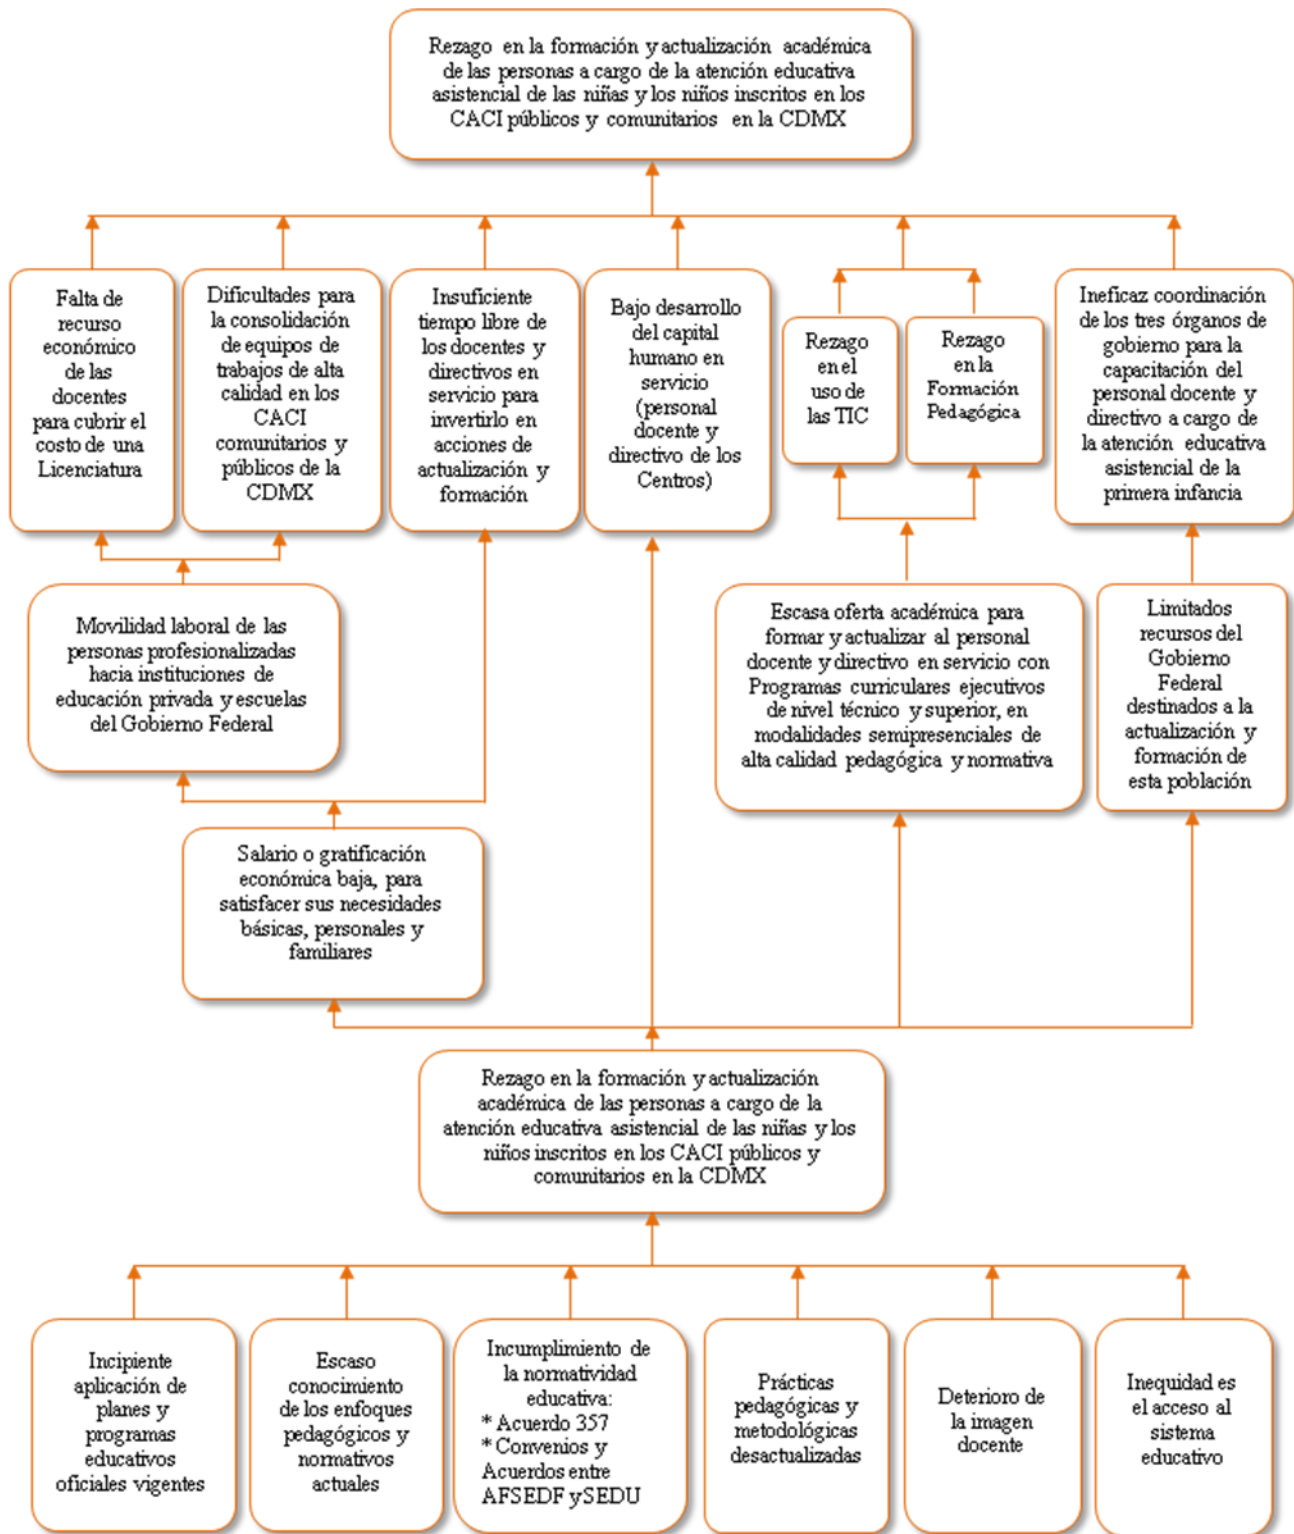 Rezago en la formación y actualización académica
de las personas a cargo de la atención educativa
asistencial de las niñas y los niños inscritos en los
CACI públicos y comunitarios en la CDMX
Falta de
recurso
económico
de las
docentes
para cubrir el
costo de una
Licenciatura
Dificultades para
la consolidación
de equipos de
trabajos de alta
calidad en los
CACI
comunitarios y
públicos de la
CDMX
Insuficiente
tiempo libre de
los docentes y
directivos en
servicio para
invertirlo en
acciones de
actualización y
formación
Bajo desarrollo
del capital
humano en
servicio
(personal
docente y
directivo de los
Centros)
Rezago
en el
uso de
las TIC
Rezago
en la
Formación
Pedagógica
Ineficaz coordinación
de los tres órganos de
gobierno para la
capacitación del
personal docente y
directivo a cargo de
la atención educativa
asistencial de la
primera infancia
Movilidad laboral de las
personas profesionalizadas
hacia instituciones de
educación privada y escuelas
del Gobierno Federal
Escasa oferta académica para
formar y actualizar al personal
docente y directivo en servicio con
Programas curriculares ejecutivos
de nivel técnico y superior, en
modalidades semipresenciales de
alta calidad pedagógica y normativa
Limitados
recursos del
Gobierno
Federal
destinados a la
actualización y
formación de
esta población
Salario o gratificación
económica baja, para
satisfacer sus necesidades
básicas, personales y
familiares
Rezago en la formación y actualización
académica de las personas a cargo de la
atención educativa asistencial de las niñas y los
niños inscritos en los CACI públicos y
comunitarios en la CDMX
Incipiente
aplicación de
planes y
programas
educativos
oficiales vigentes
Escaso
conocimiento
de los enfoques
pedagógicos y
normativos
actuales
Incumplimiento de
la normatividad
educativa:
* Acuerdo 357
* Convenios y
Acuerdos entre
AFSEDF y SEDU
Prácticas
pedagógicas y
metodológicas
desactualizadas
Deterioro de
la imagen
docente
Inequidad es
el acceso al
sistema
educativo